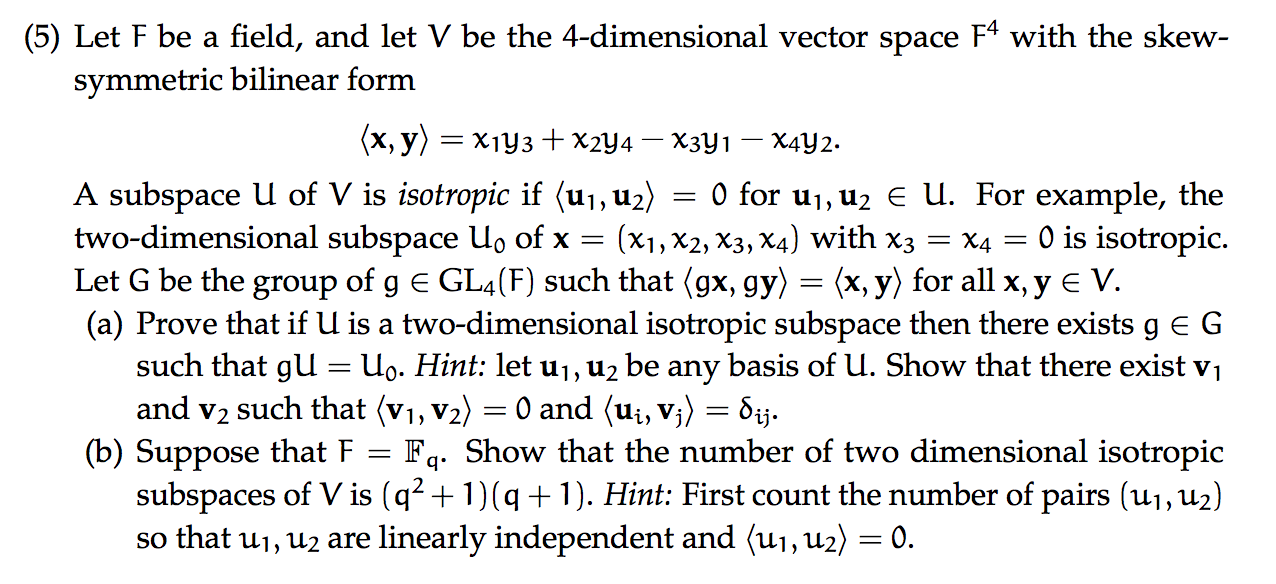 (5) Let F be a field, and let V be the 4-dimensional vector space F⁴ with the skew-
symmetric bilinear form
⟨x, y⟩ = x₁y₃ + x₂y₄ − x₃y₁ − x₄y₂.
A subspace U of V is isotropic if ⟨u₁, u₂⟩ = 0 for u₁, u₂ ∈ U. For example, the
two-dimensional subspace U₀ of x = (x₁, x₂, x₃, x₄) with x₃ = x₄ = 0 is isotropic.
Let G be the group of g ∈ GL₄(F) such that ⟨gx, gy⟩ = ⟨x, y⟩ for all x, y ∈ V.
(a) Prove that if U is a two-dimensional isotropic subspace then there exists g ∈ G
such that gU = U₀. Hint: let u₁, u₂ be any basis of U. Show that there exist v₁
and v₂ such that ⟨v₁, v₂⟩ = 0 and ⟨uᵢ, vⱼ⟩ = δᵢⱼ.
(b) Suppose that F = 𝔽q. Show that the number of two dimensional isotropic
subspaces of V is (q² + 1)(q + 1). Hint: First count the number of pairs (u₁, u₂)
so that u₁, u₂ are linearly independent and ⟨u₁, u₂⟩ = 0.